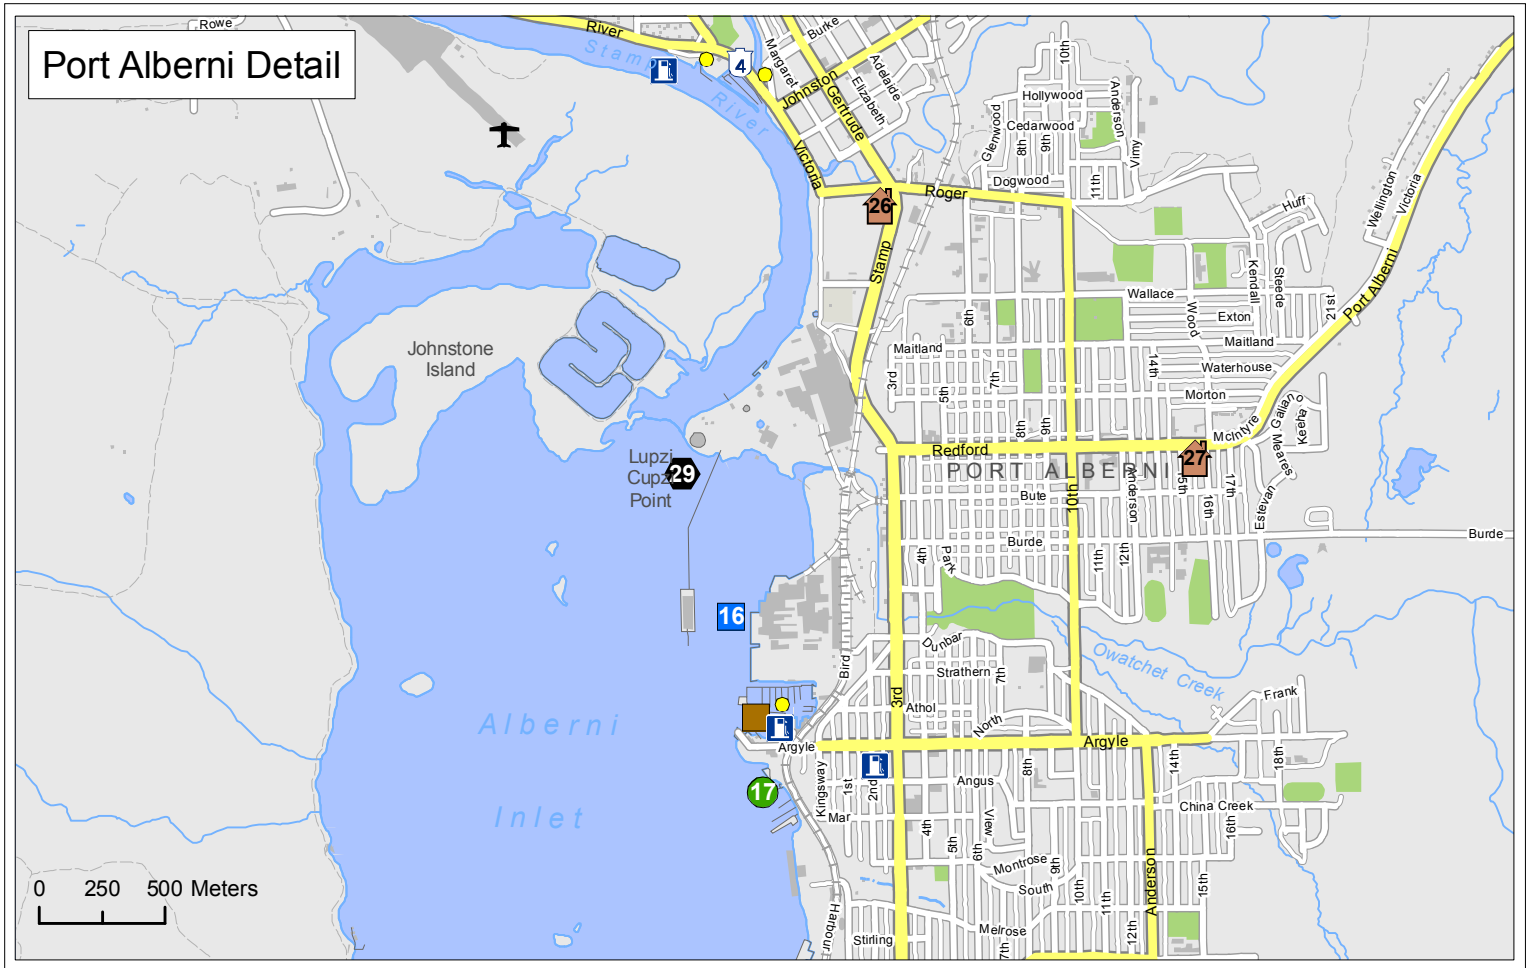 Port Alberni Detail
Rowe
River
Stamp
River
4
Margaret
Burke
Johnston
Gertrude
Elizabeth
Adelaide
Victoria
10th
Hollywood
Anderson
Glenwood
Cedarwood
8th
9th
Vimy
Dogwood
11th
Roger
26
Stamp
Wellington
Victoria
Huff
Kendall
Steede
Port Alberni
Wallace
Wood
Exton
21st
6th
Maitland
Maitland
14th
Waterhouse
7th
3rd
5th
Morton
Johnstone
Island
8th
9th
McIntyre
Gallan
Keeha
Meares
Redford
27
PORT ALBERNI
Lupzi
Cupzi
Point
29
10th
Bute
Anderson
15th
16th
17th
Estevan
Burde
Burde
4th
Park
11th
12th
16
Dunbar
Bird
Strathern
7th
Owatchet Creek
Frank
3rd
Athol
North
Alberni
Inlet
Argyle
Argyle
14th
18th
8th
17
Kingsway
1st
2nd
Angus
View
China Creek
Mar
4th
5th
6th
16th
Montrose
9th
South
10th
11th
Anderson
15th
12th
Harbour
Stirling
Melrose
7th
0 250 500 Meters